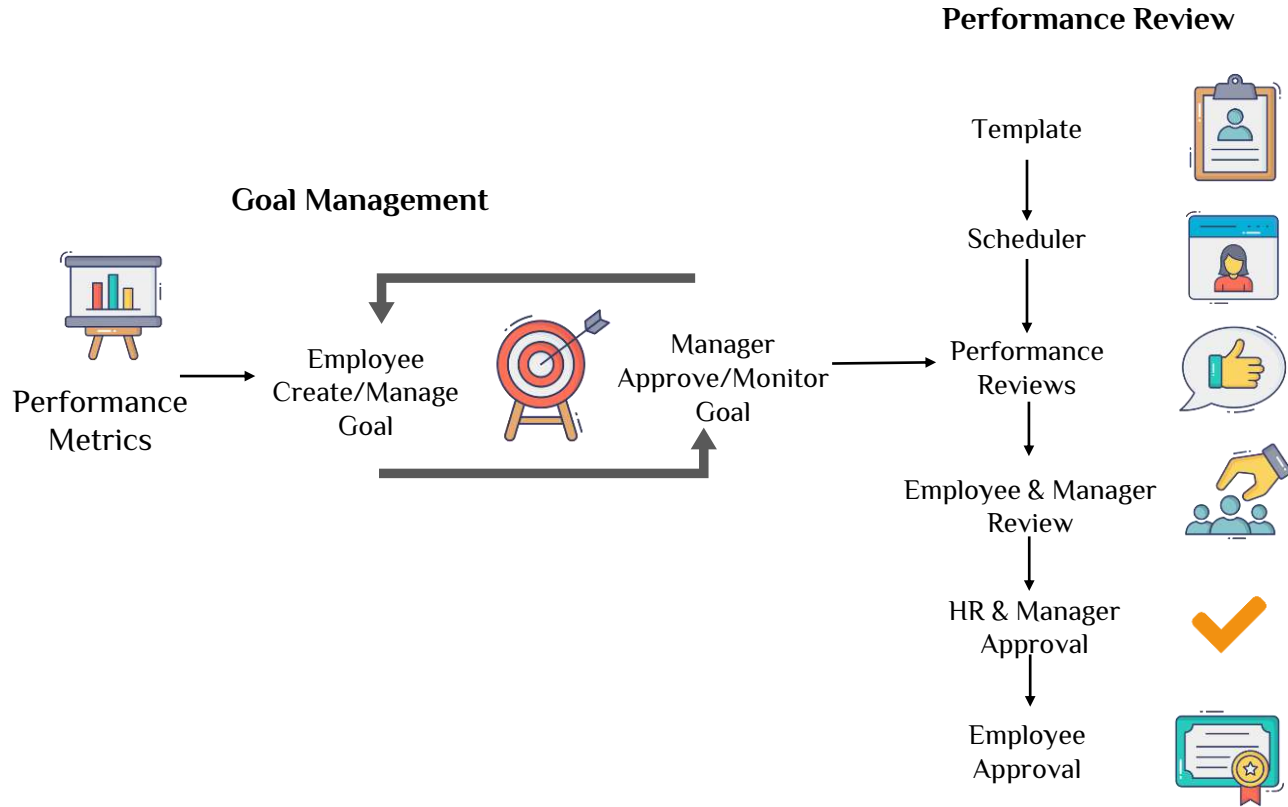 Performance Review
Template
Goal Management
Scheduler
Performance
Metrics
Employee
Create/Manage
Goal
Manager
Approve/Monitor
Goal
Performance
Reviews
Employee & Manager
Review
HR & Manager
Approval
Employee
Approval